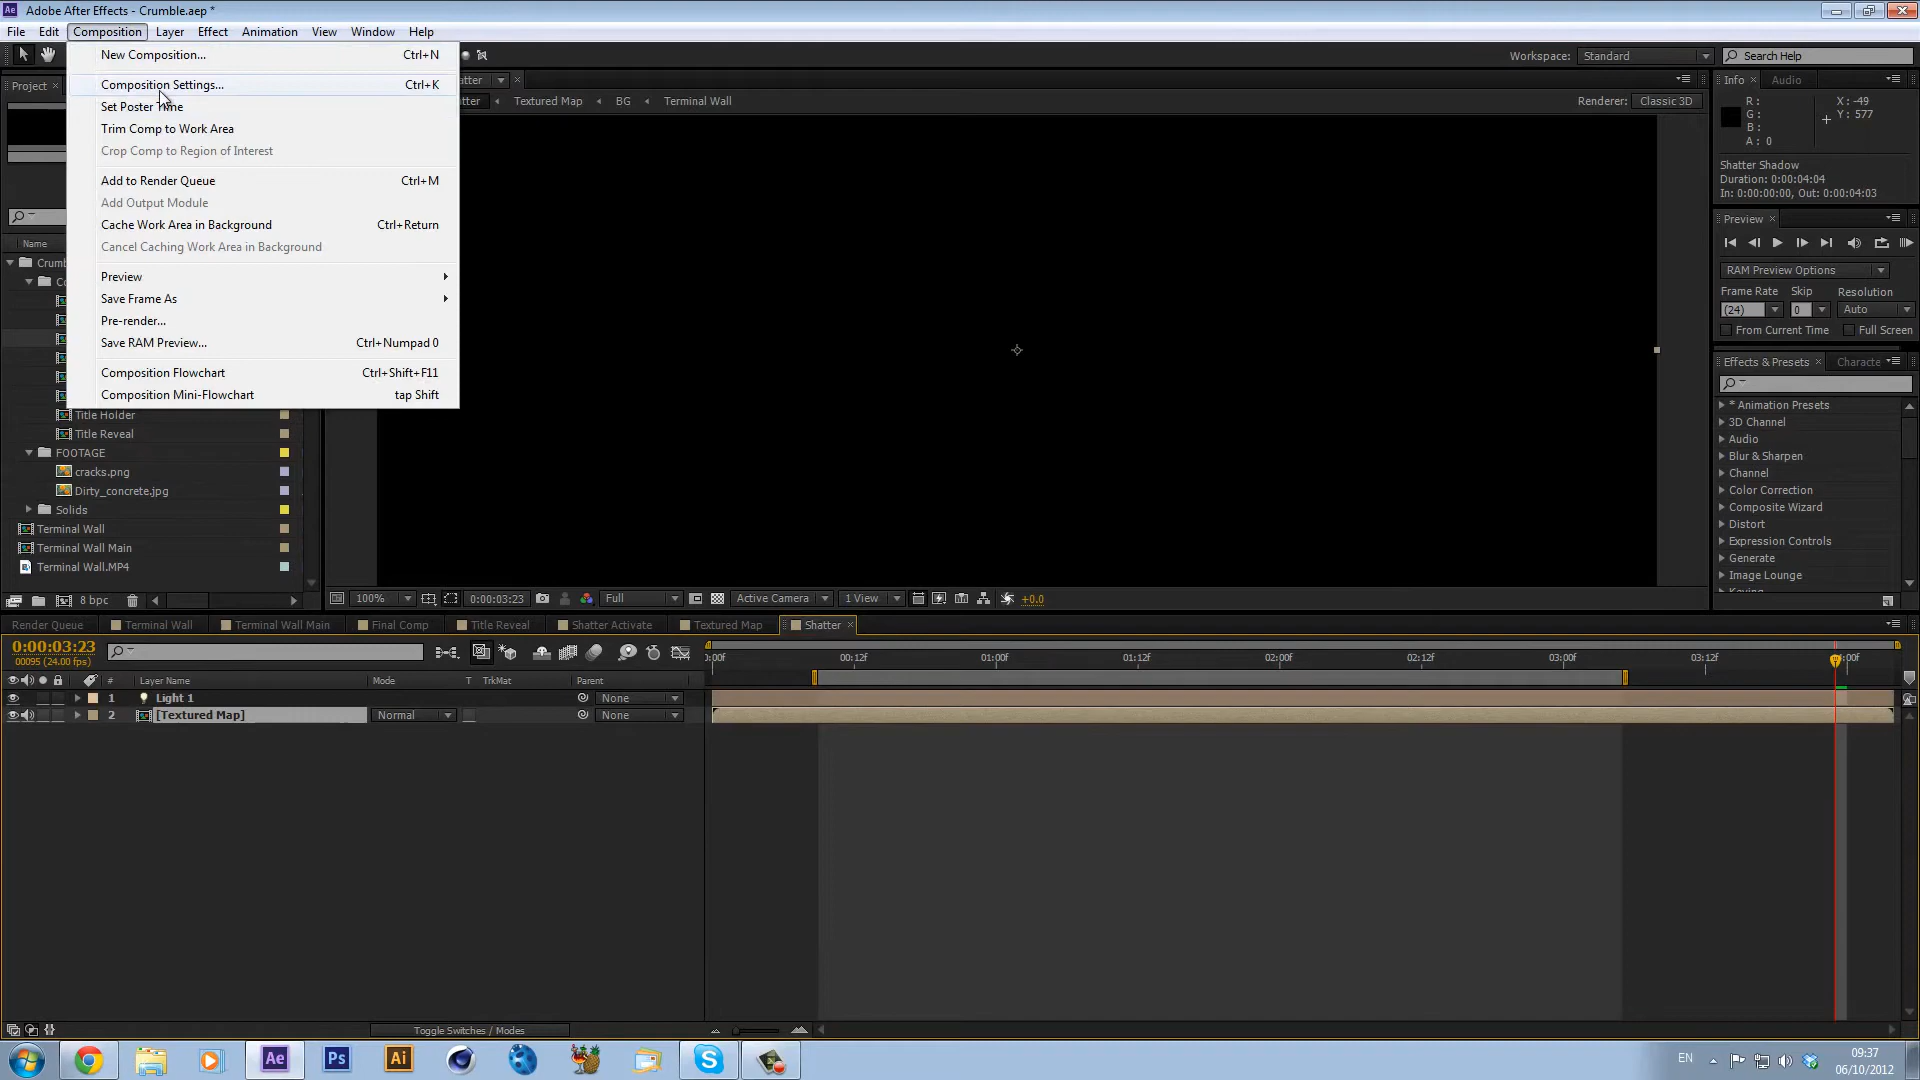 Adobe After Effects - Crumble.aep *
File Edit Composition Layer Effect Animation View Window Help
New Composition... Ctrl+N
Composition Settings... Ctrl+K
Set Poster Time
Trim Comp to Work Area
Crop Comp to Region of Interest
Add to Render Queue Ctrl+M
Add Output Module
Cache Work Area in Background Ctrl+Return
Cancel Caching Work Area in Background
Preview
Save Frame As
Pre-render...
Save RAM Preview... Ctrl+Numpad 0
Composition Flowchart Ctrl+Shift+F11
Composition Mini-Flowchart tap Shift
Workspace: Standard Search Help
Project
Textured Map BG Terminal Wall
Renderer: Classic 3D
Info Audio
R: X: -49
G: Y: 577
B:
A: 0
Shatter Shadow
Duration: 0:00:04:04
In: 0:00:00:00, Out: 0:00:04:03
Preview
RAM Preview Options
Frame Rate Skip Resolution
(24) 0 Auto
From Current Time Full Screen
Effects & Presets Characte
* Animation Presets
3D Channel
Audio
Blur & Sharpen
Channel
Color Correction
Composite Wizard
Distort
Expression Controls
Generate
Image Lounge
Keying
Name
Title Holder
Title Reveal
FOOTAGE
cracks.png
Dirty_concrete.jpg
Solids
Terminal Wall
Terminal Wall Main
Terminal Wall.MP4
8 bpc
100% 0:00:03:23 Full Active Camera 1 View +0.0
Render Queue Terminal Wall Terminal Wall Main Final Comp Title Reveal Shatter Activate Textured Map Shatter
0:00:03:23
00095 (24.00 fps)
00:12f 01:00f 01:12f 02:00f 02:12f 03:00f 03:12f
# Layer Name Mode T TrkMat Parent
1 Light 1 None
2 [Textured Map] Normal None
Toggle Switches / Modes
Ae Ps Ai
EN
09:37
06/10/2012